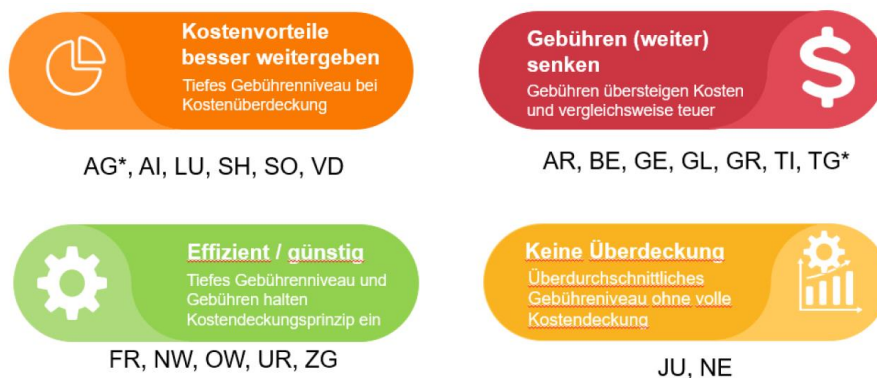 Kostenvorteile
besser weitergeben
Tiefes Gebührenniveau bei
Kostenüberdeckung
AG*, AI, LU, SH, SO, VD
Gebühren (weiter)
senken
Gebühren übersteigen Kosten
und vergleichsweise teuer
AR, BE, GE, GL, GR, TI, TG*
Effizient / günstig
Tiefes Gebührenniveau und
Gebühren halten
Kostendeckungsprinzip ein
FR, NW, OW, UR, ZG
Keine Überdeckung
Überdurchschnittliches
Gebühreniveau ohne volle
Kostendeckung
JU, NE